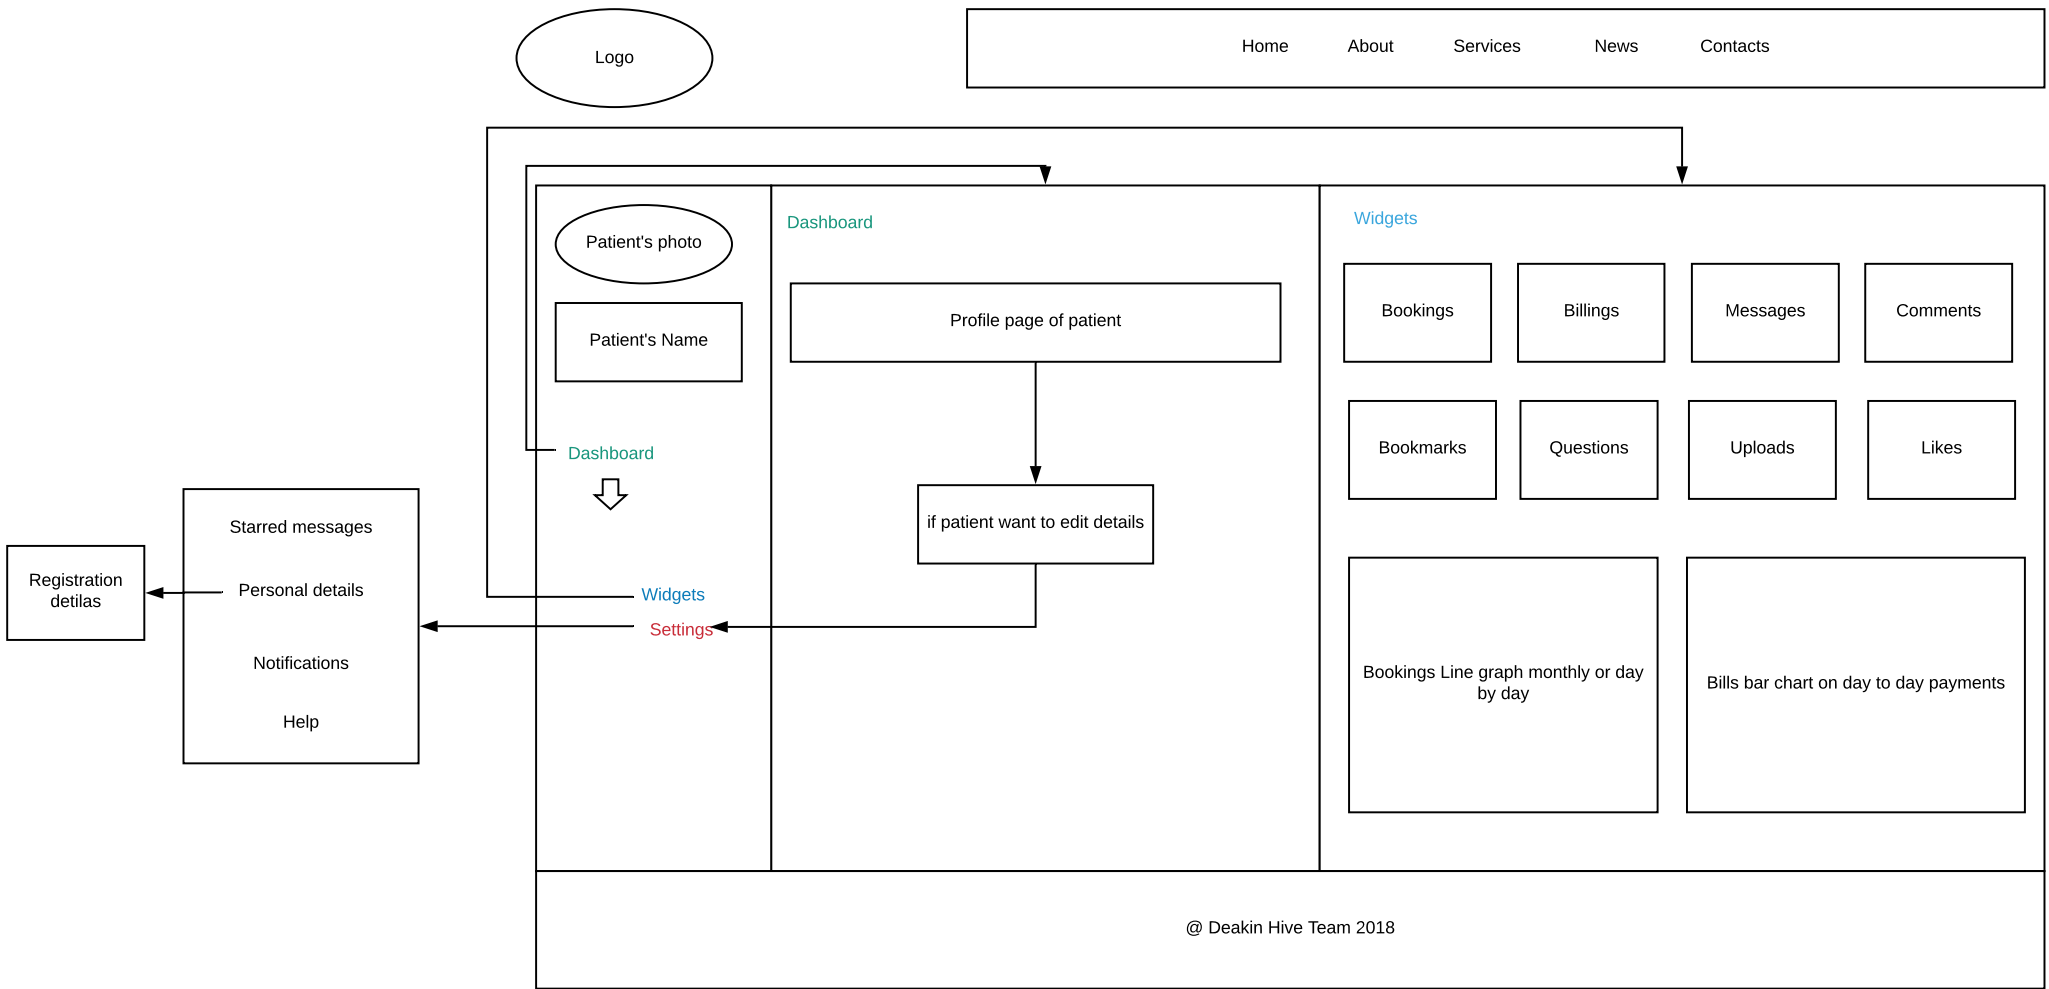 Logo
Home About Services News Contacts
Patient's photo
Patient's Name
Dashboard
Widgets
Settings
Starred messages
Personal details
Notifications
Help
Registration
detilas
Dashboard
Profile page of patient
if patient want to edit details
Widgets
Bookings Billings Messages Comments
Bookmarks Questions Uploads Likes
Bookings Line graph monthly or day
by day
Bills bar chart on day to day payments
@ Deakin Hive Team 2018